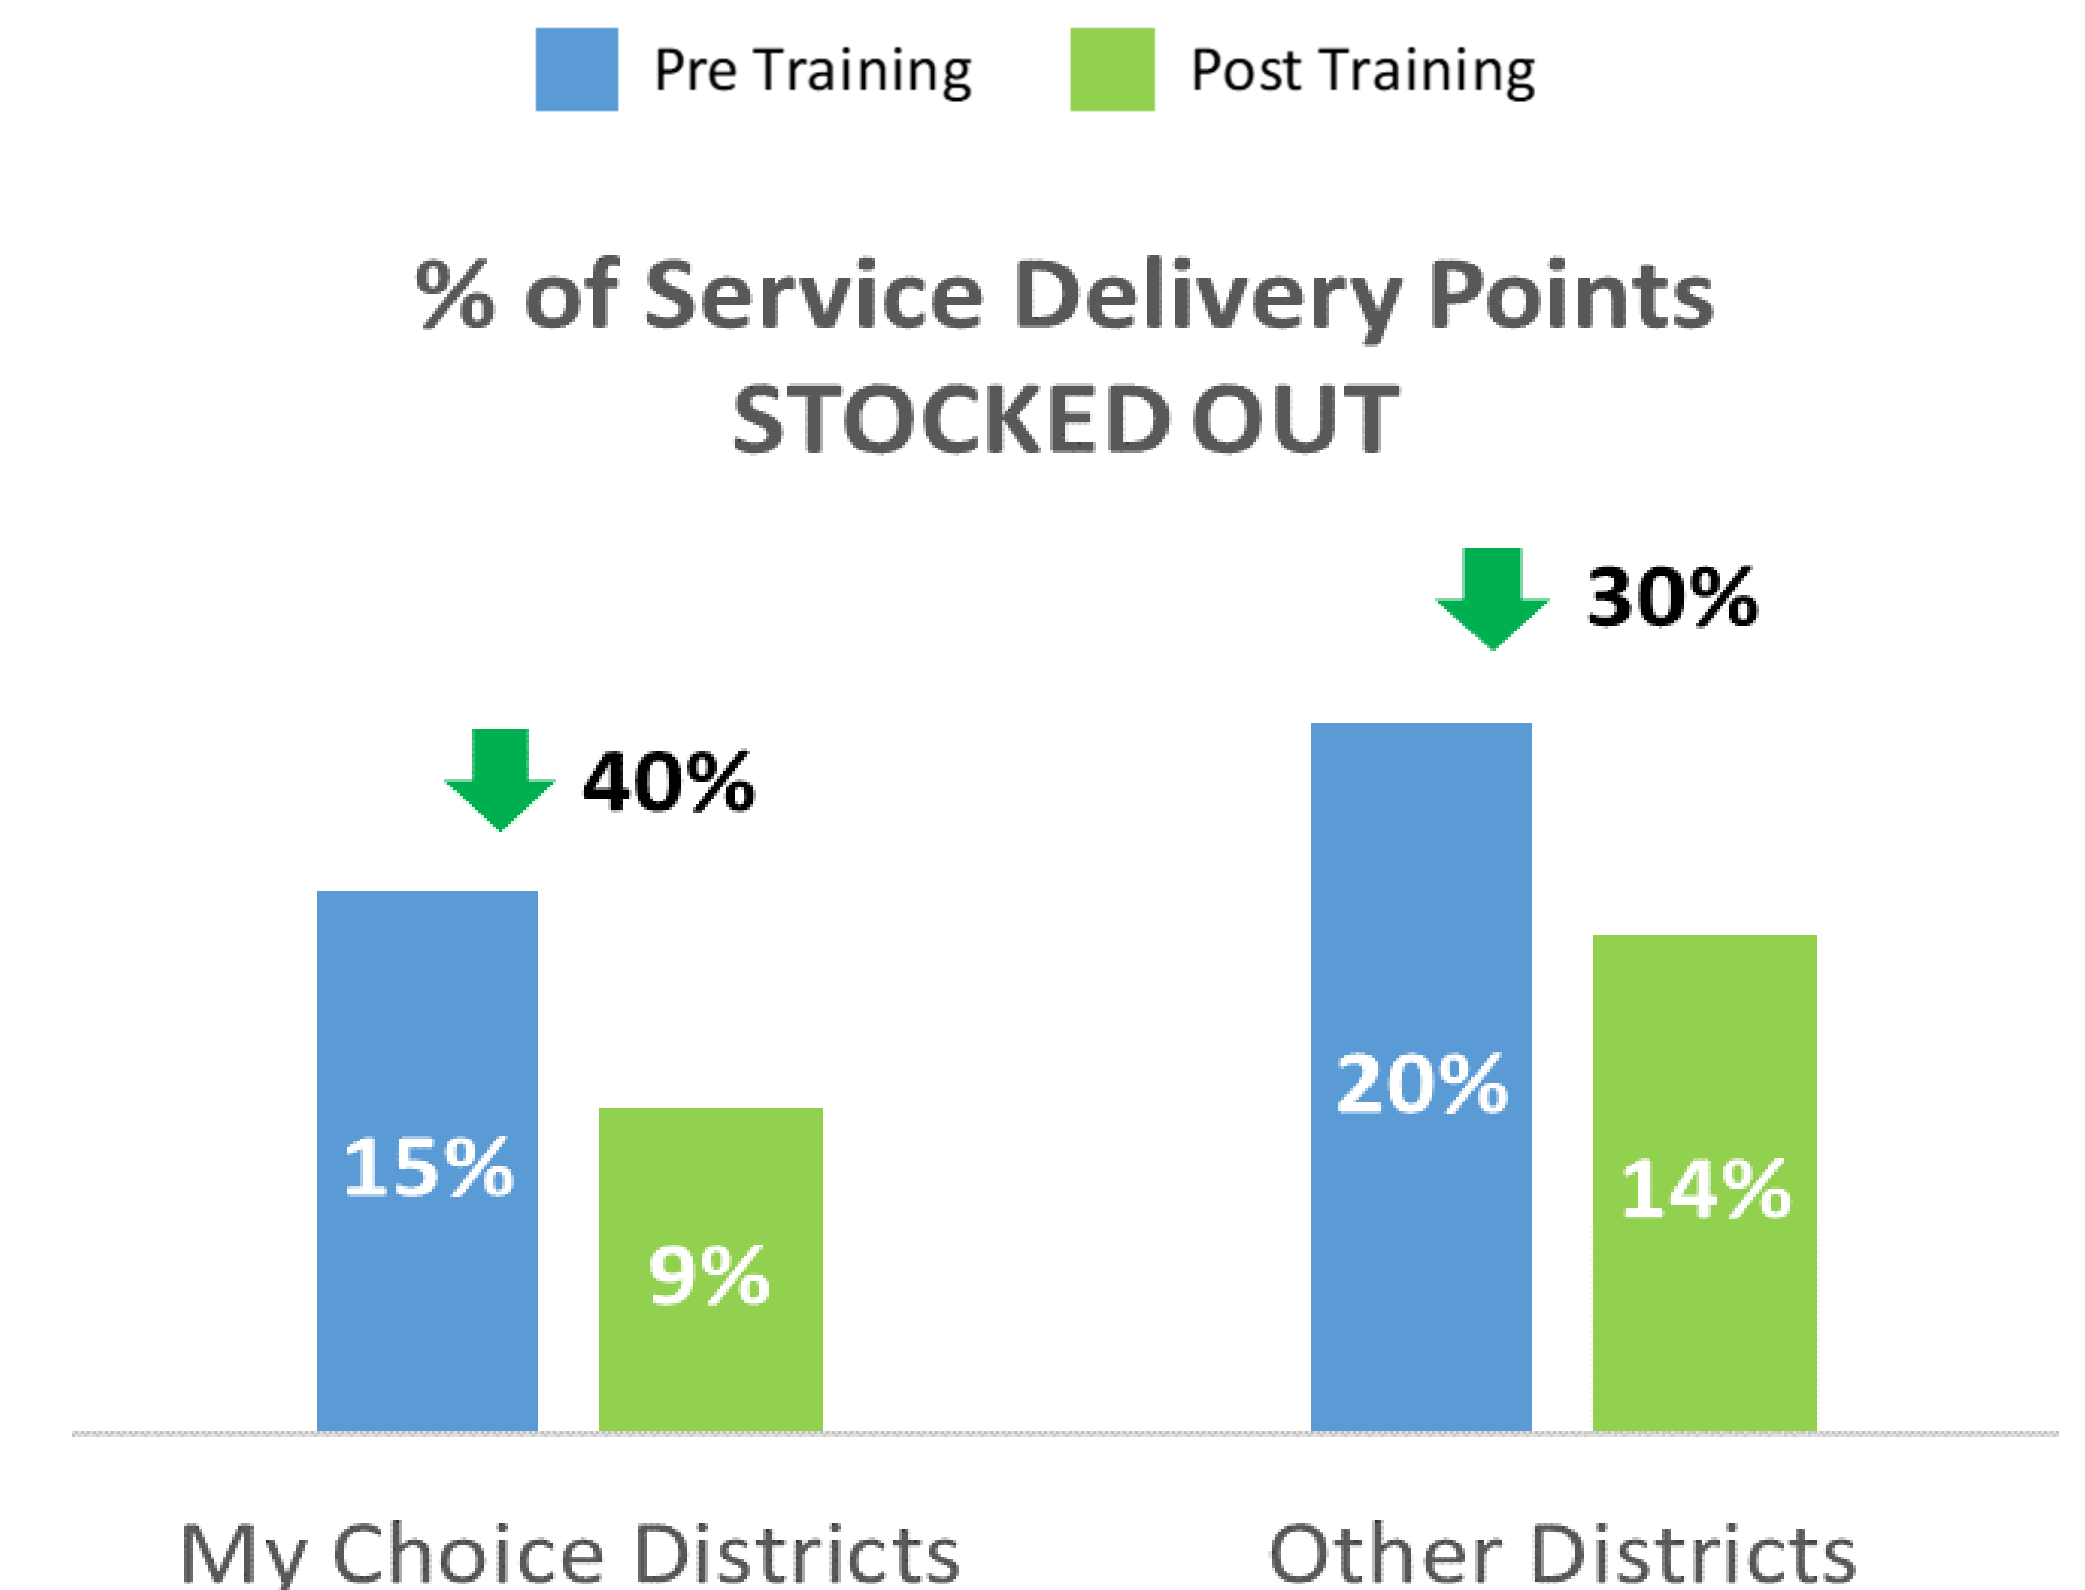 Pre Training Post Training
% of Service Delivery Points
STOCKED OUT
30%
40%
20%
15%
14%
9%
My Choice Districts Other Districts